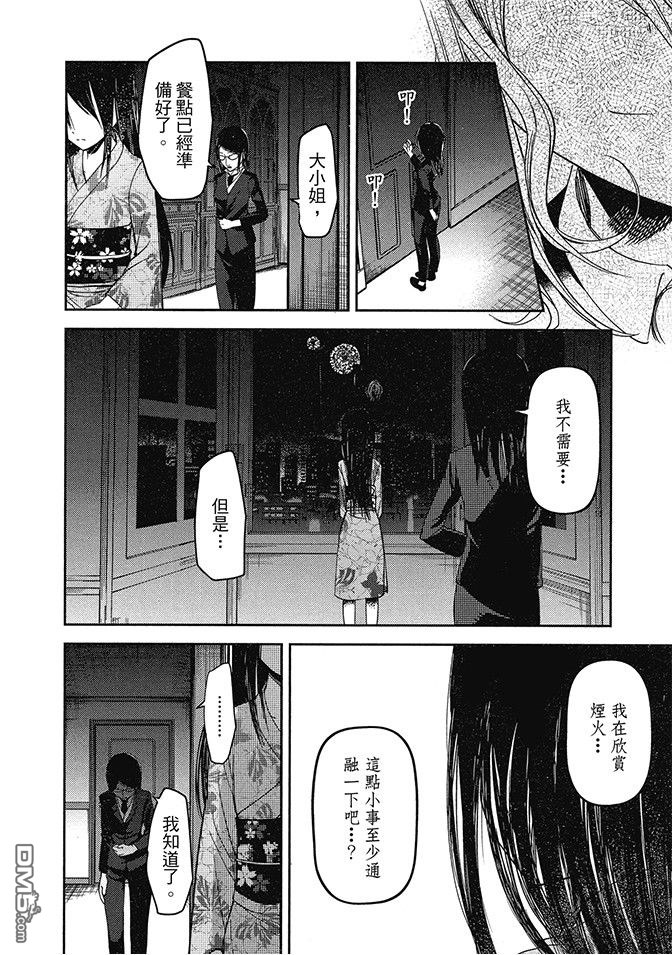 叩！
叩！
大小姐，
餐點已經準
備好了。
我不需要…
但是…
我在欣賞
煙火…
這點小事至少通
融一下吧…？
………
我知道了。
DM5
.com